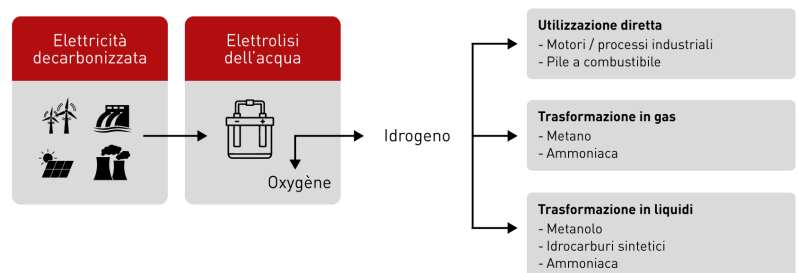 Elettricità
decarbonizzata
Elettrolisi
dell'acqua
- +
Oxygène
Idrogeno
Utilizzazione diretta
- Motori / processi industriali
- Pile a combustibile
Trasformazione in gas
- Metano
- Ammoniaca
Trasformazione in liquidi
- Metanolo
- Idrocarburi sintetici
- Ammoniaca